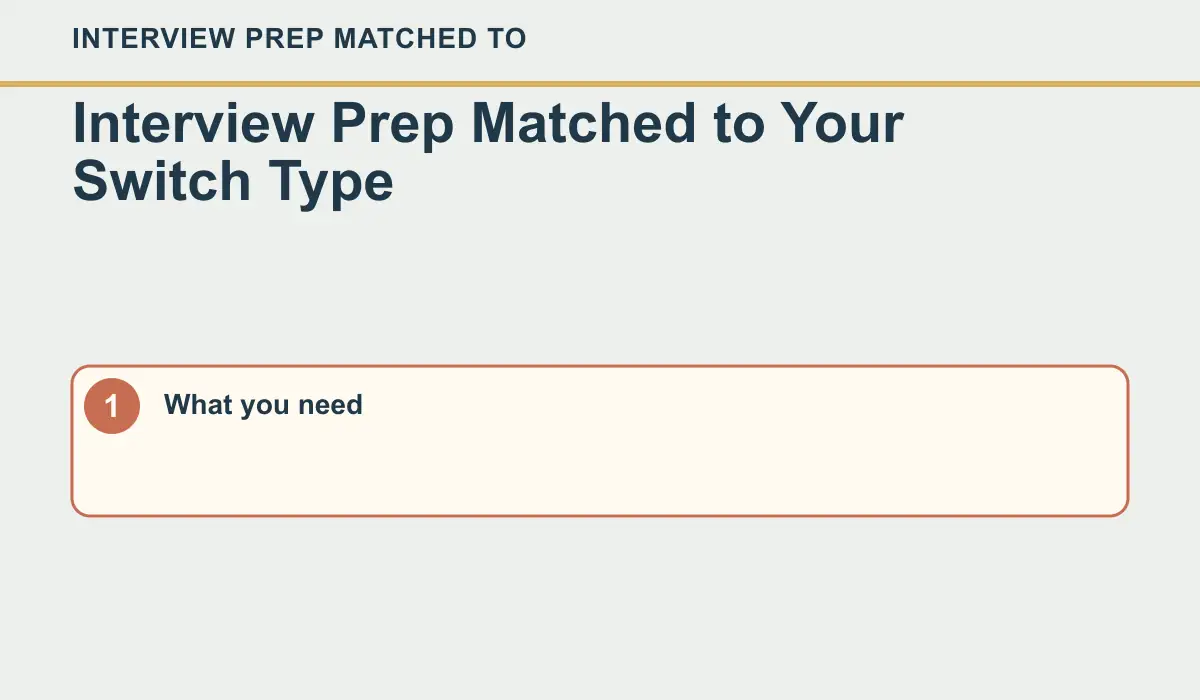 INTERVIEW PREP MATCHED TO
Interview Prep Matched to Your
Switch Type
1
What you need